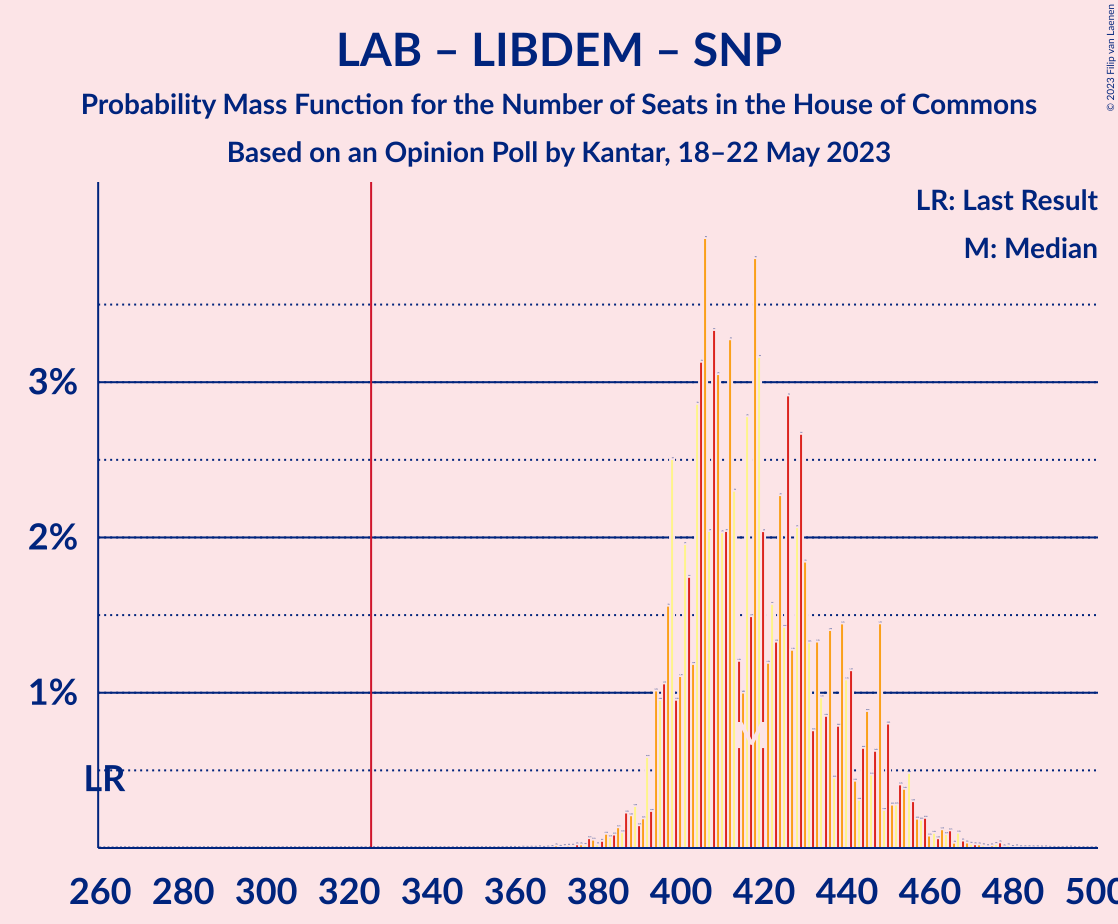 © 2023 Filip van Laenen
LAB – LIBDEM – SNP
Probability Mass Function for the Number of Seats in the House of Commons
Based on an Opinion Poll by Kantar, 18–22 May 2023
LR: Last Result
M: Median
3%
2%
1%
LR
M
260 280 300 320 340 360 380 400 420 440 460 480 500